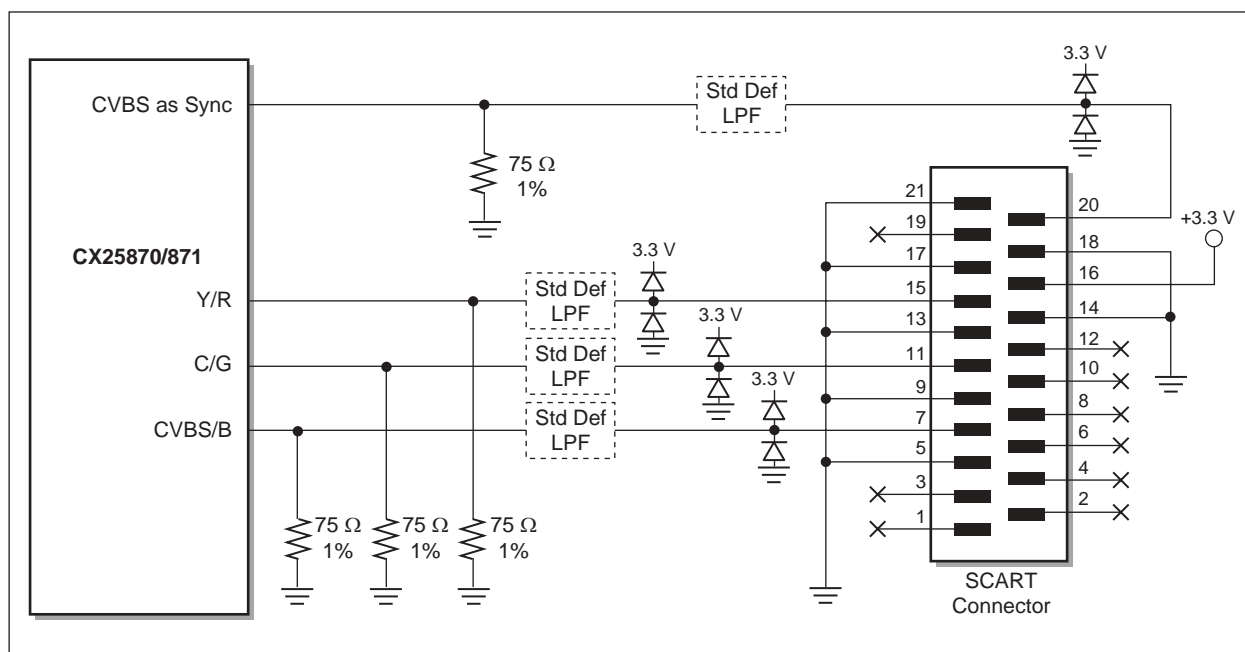 3.3 V
CVBS as Sync
Std Def
LPF
75 Ω
1%
21
20
19
+3.3 V
18
CX25870/871
3.3 V
17
16
Y/R
Std Def
LPF
15
3.3 V
14
13
12
C/G
Std Def
LPF
11
3.3 V
10
9
8
CVBS/B
Std Def
LPF
7
6
5
4
3
2
1
75 Ω
1%
75 Ω
1%
75 Ω
1%
SCART
Connector